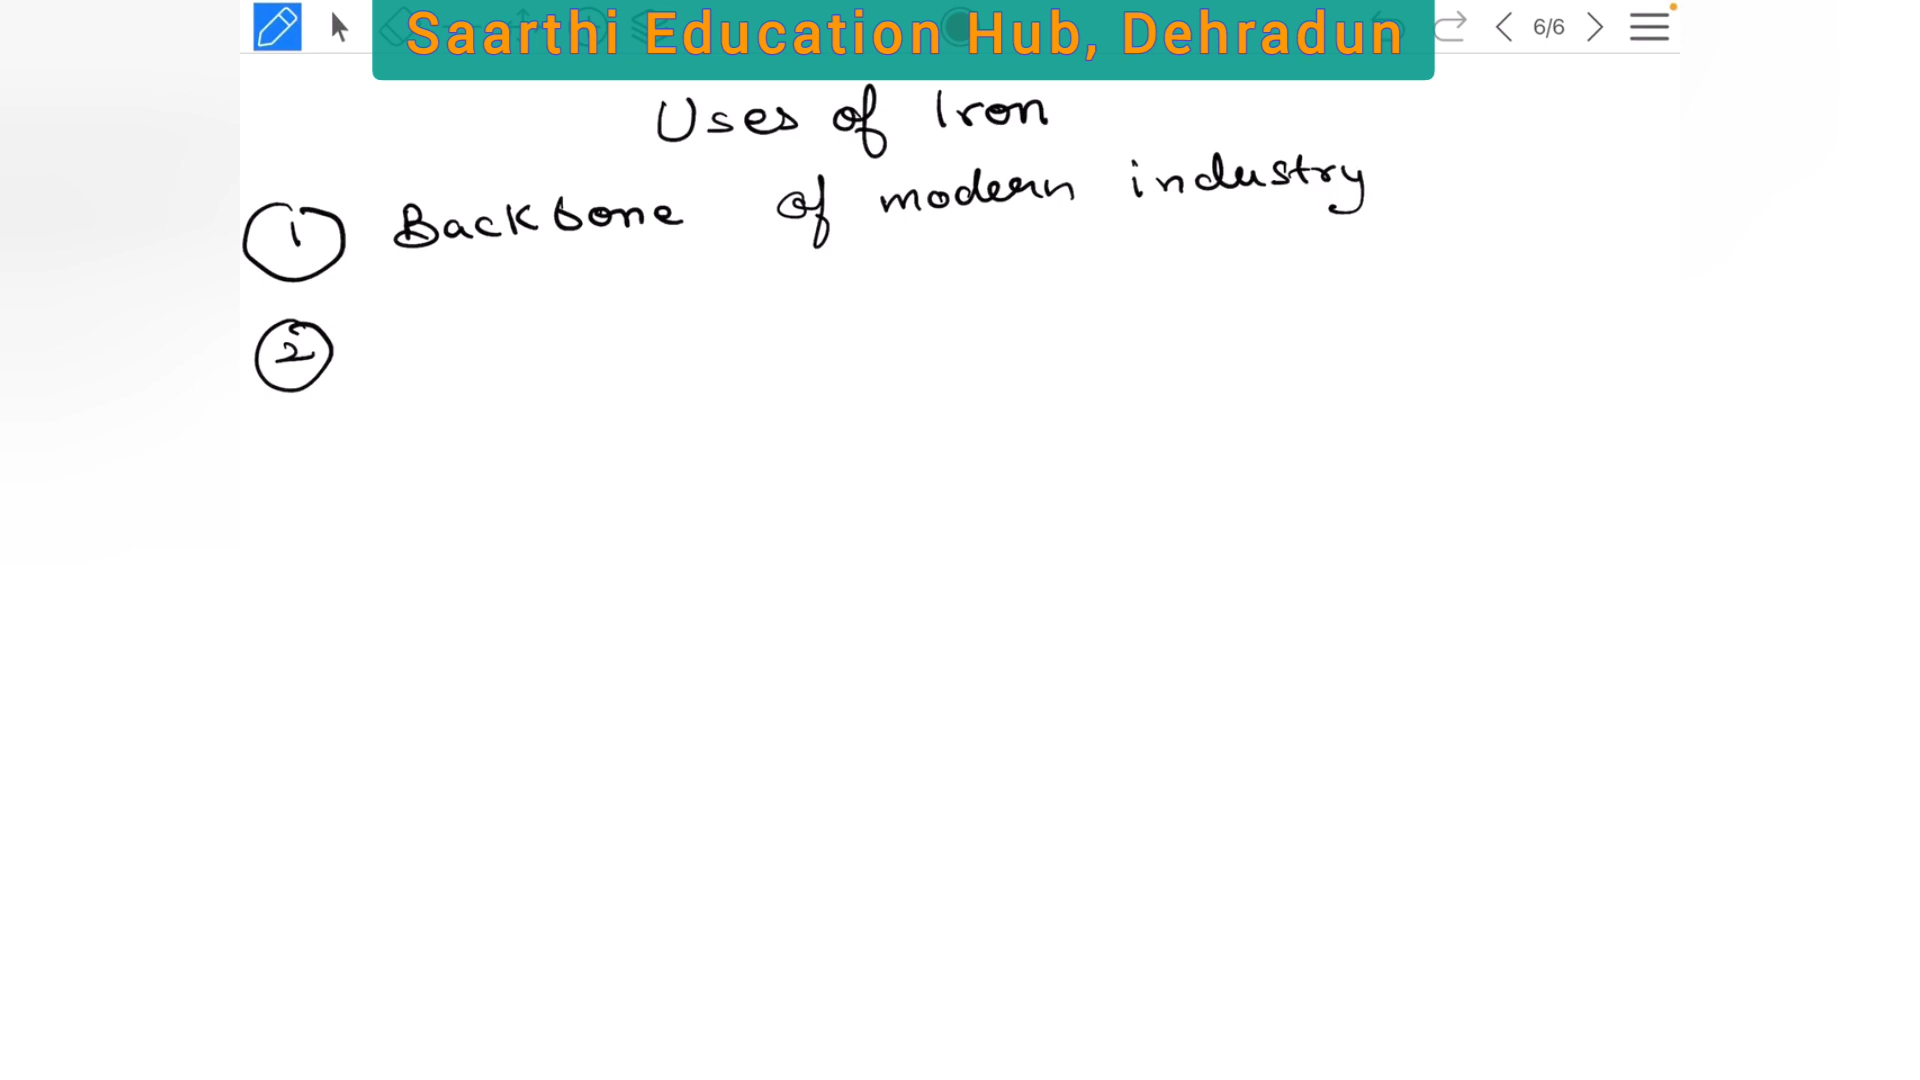 Saarthi Education Hub, Dehradun
6/6
Uses of Iron
1 Backbone of modern industry
2